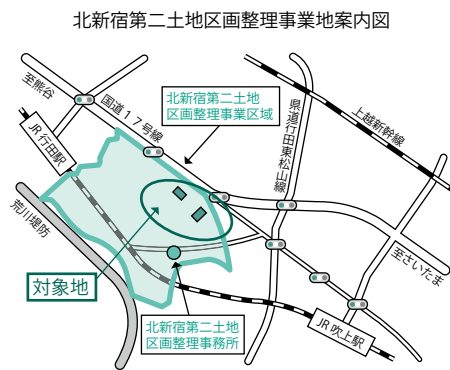 北新宿第二土地区画整理事業地案内図
至熊谷
国道17号線
北新宿第二土地
区画整理事業区域
上越新幹線
県道行田東松山線
JR行田駅
荒川堤防
至さいたま
対象地
北新宿第二土地
区画整理事務所
JR吹上駅